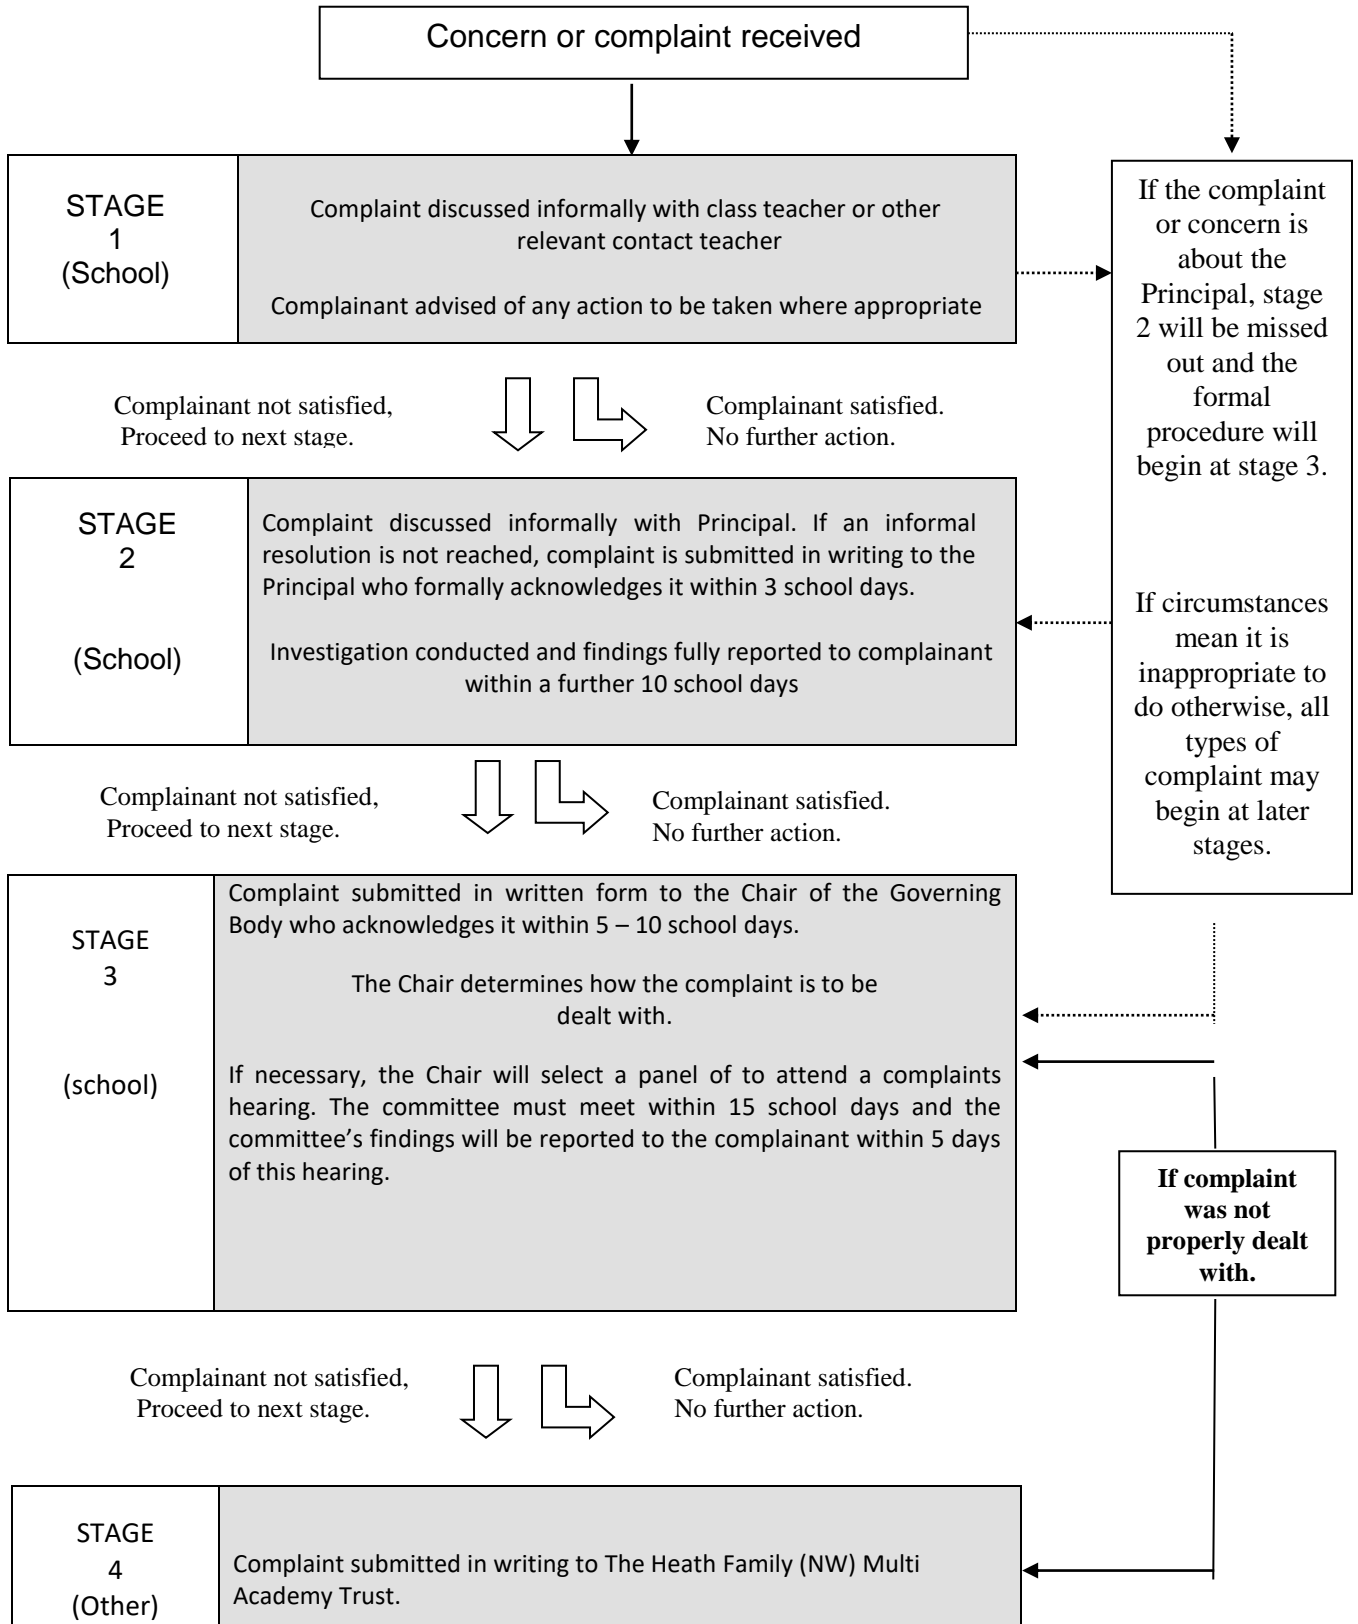 Concern or complaint received
STAGE
1
(School)
Complaint discussed informally with class teacher or other
relevant contact teacher
Complainant advised of any action to be taken where appropriate
If the complaint
or concern is
about the
Principal, stage
2 will be missed
out and the
formal
procedure will
begin at stage 3.
If circumstances
mean it is
inappropriate to
do otherwise, all
types of
complaint may
begin at later
stages.
Complainant not satisfied,
Proceed to next stage.
Complainant satisfied.
No further action.
STAGE
2
(School)
Complaint discussed informally with Principal. If an informal
resolution is not reached, complaint is submitted in writing to the
Principal who formally acknowledges it within 3 school days.
Investigation conducted and findings fully reported to complainant
within a further 10 school days
Complainant not satisfied,
Proceed to next stage.
Complainant satisfied.
No further action.
STAGE
3
(school)
Complaint submitted in written form to the Chair of the Governing
Body who acknowledges it within 5 – 10 school days.
The Chair determines how the complaint is to be
dealt with.
If necessary, the Chair will select a panel of to attend a complaints
hearing. The committee must meet within 15 school days and the
committee’s findings will be reported to the complainant within 5 days
of this hearing.
If complaint
was not
properly dealt
with.
Complainant not satisfied,
Proceed to next stage.
Complainant satisfied.
No further action.
STAGE
4
(Other)
Complaint submitted in writing to The Heath Family (NW) Multi
Academy Trust.